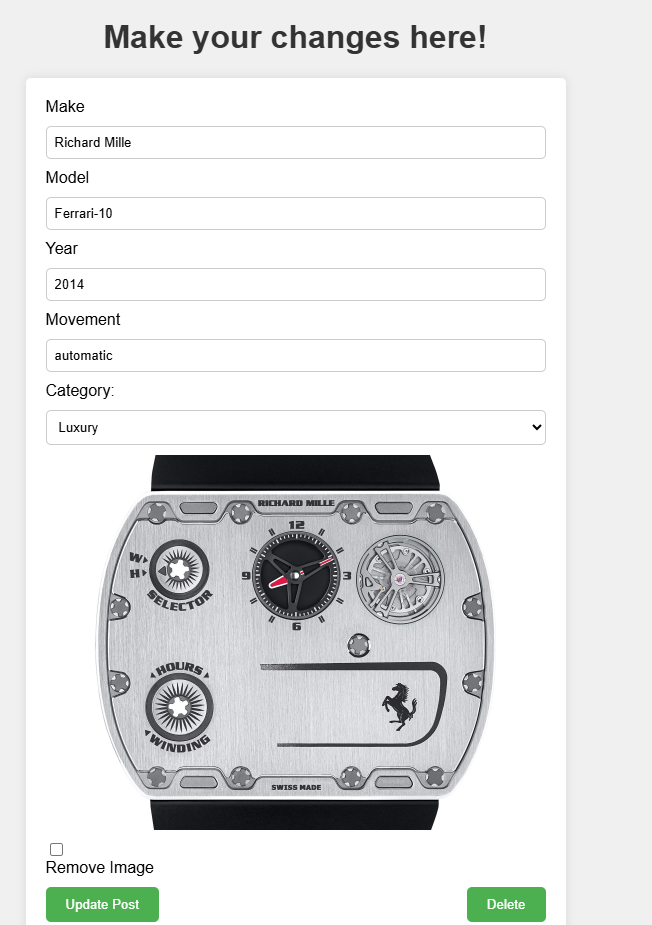 Make your changes here!
Make
Richard Mille
Model
Ferrari-10
Year
2014
Movement
automatic
Category:
Luxury
RICHARD MILLE
12
W
H
9
3
SELECTOR
6
HOURS
WINDING
SWISS MADE
Remove Image
Update Post
Delete